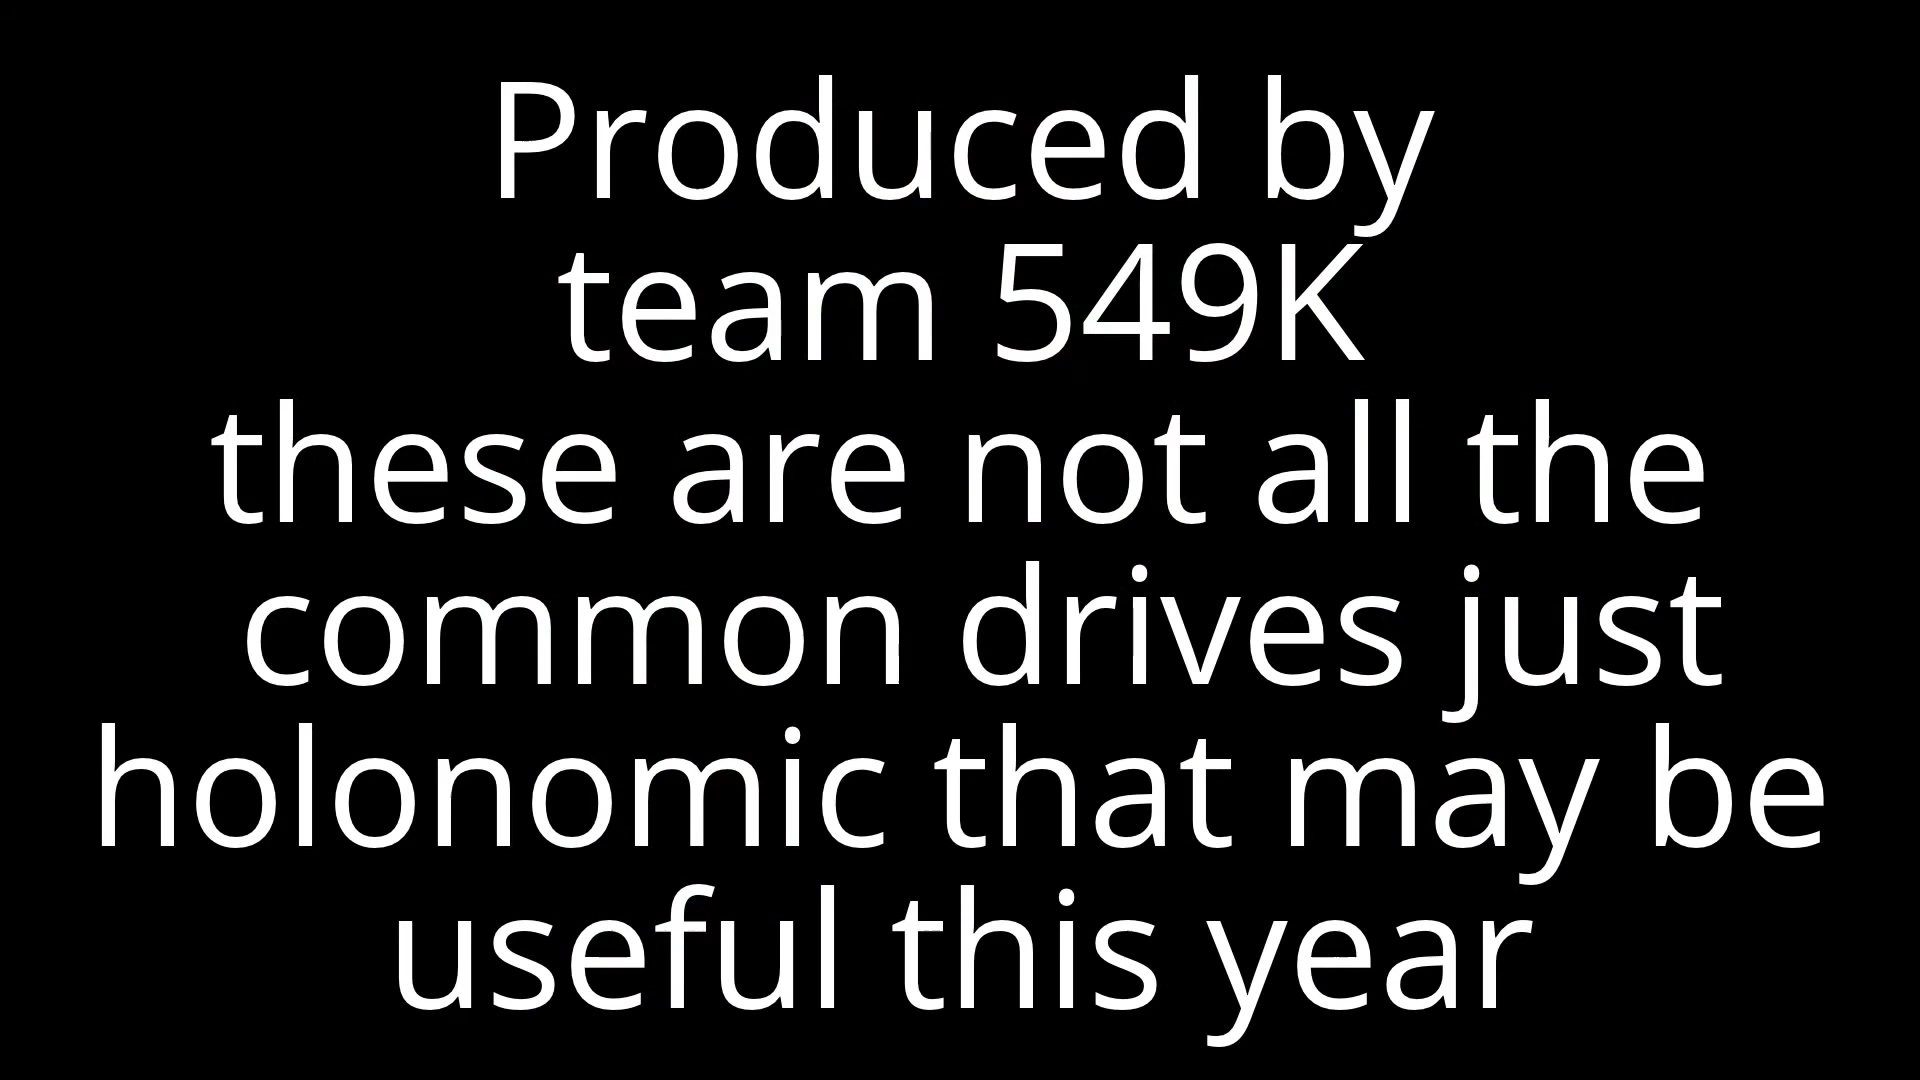 Produced by
team 549K
these are not all the
common drives just
holonomic that may be
useful this year